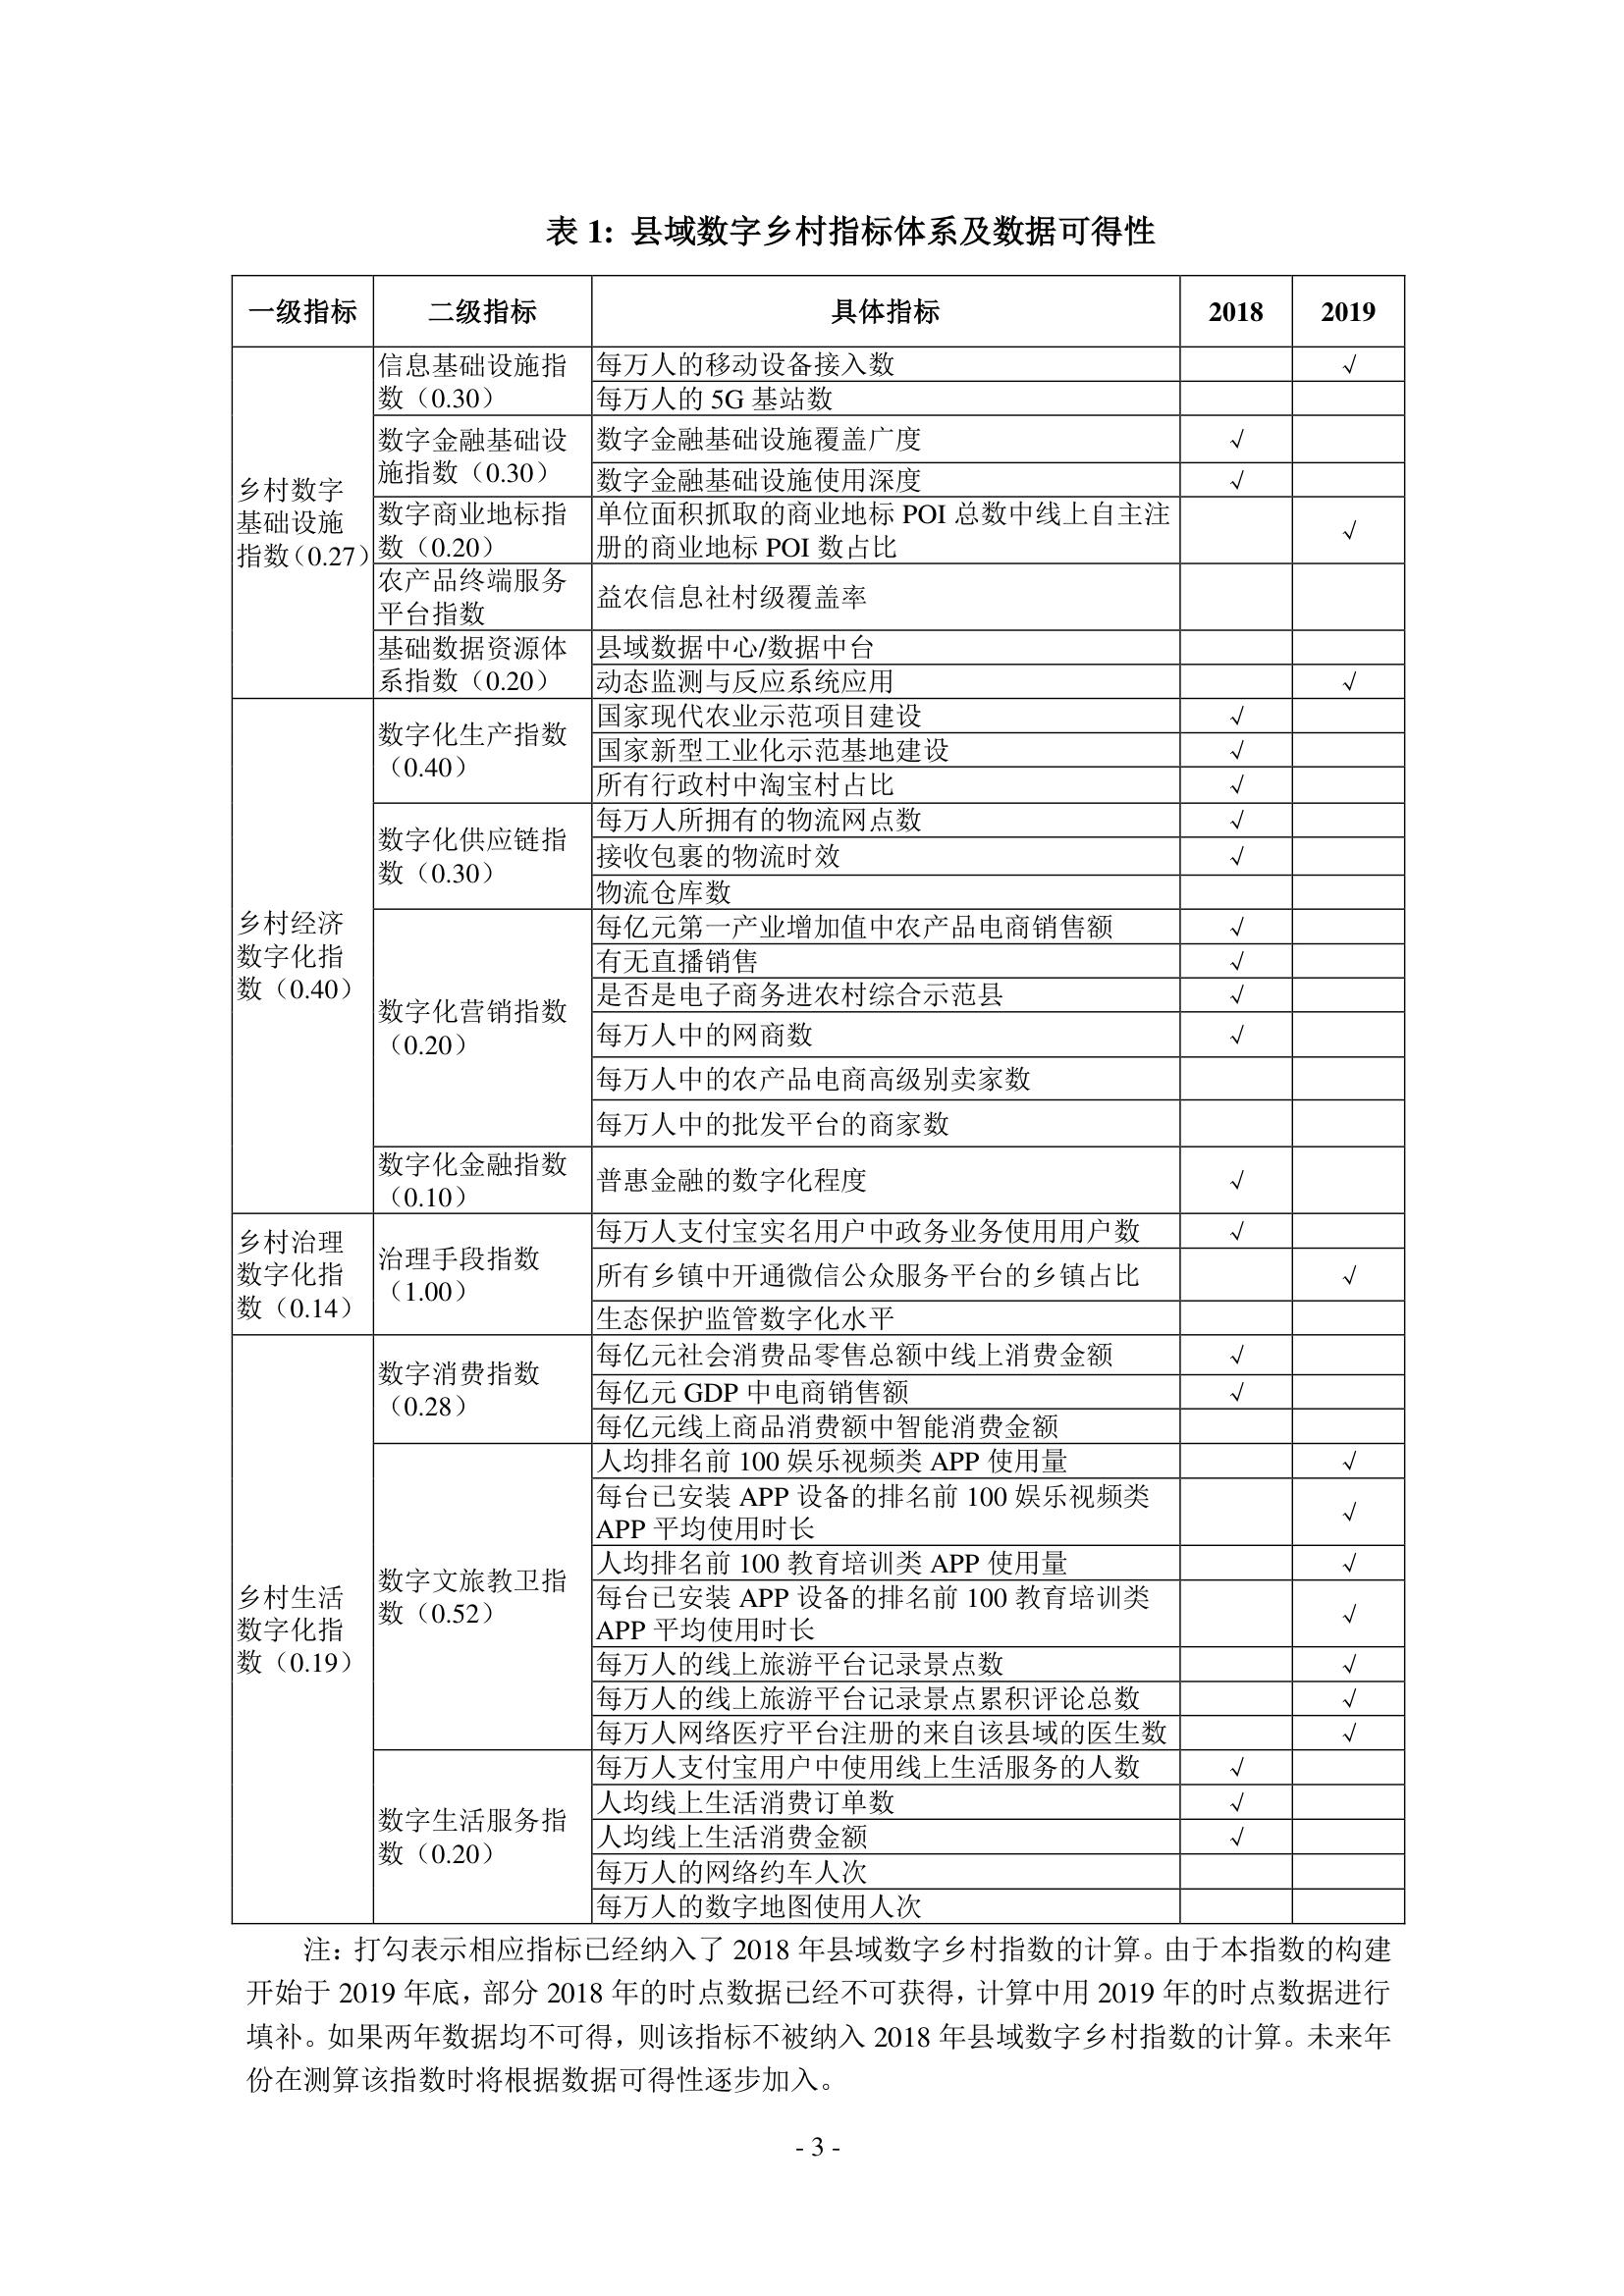 表 1: 县域数字乡村指标体系及数据可得性
一级指标 二级指标 具体指标 2018 2019
乡村数字
基础设施
指数（0.27）
信息基础设施指
数（0.30）
每万人的移动设备接入数 √
每万人的 5G 基站数
数字金融基础设
施指数（0.30）
数字金融基础设施覆盖广度 √
数字金融基础设施使用深度 √
数字商业地标指
数（0.20）
单位面积抓取的商业地标 POI 总数中线上自主注
册的商业地标 POI 数占比 √
农产品终端服务
平台指数
益农信息社村级覆盖率
基础数据资源体
系指数（0.20）
县域数据中心/数据中台
动态监测与反应系统应用 √
乡村经济
数字化指
数（0.40）
数字化生产指数
（0.40）
国家现代农业示范项目建设 √
国家新型工业化示范基地建设 √
所有行政村中淘宝村占比 √
数字化供应链指
数（0.30）
每万人所拥有的物流网点数 √
接收包裹的物流时效 √
物流仓库数
数字化营销指数
（0.20）
每亿元第一产业增加值中农产品电商销售额 √
有无直播销售 √
是否是电子商务进农村综合示范县 √
每万人中的网商数 √
每万人中的农产品电商高级别卖家数
每万人中的批发平台的商家数
数字化金融指数
（0.10）
普惠金融的数字化程度 √
乡村治理
数字化指
数（0.14）
治理手段指数
（1.00）
每万人支付宝实名用户中政务业务使用用户数 √
所有乡镇中开通微信公众服务平台的乡镇占比 √
生态保护监管数字化水平
乡村生活
数字化指
数（0.19）
数字消费指数
（0.28）
每亿元社会消费品零售总额中线上消费金额 √
每亿元 GDP 中电商销售额 √
每亿元线上商品消费额中智能消费金额
数字文旅教卫指
数（0.52）
人均排名前 100 娱乐视频类 APP 使用量 √
每台已安装 APP 设备的排名前 100 娱乐视频类
APP 平均使用时长 √
人均排名前 100 教育培训类 APP 使用量 √
每台已安装 APP 设备的排名前 100 教育培训类
APP 平均使用时长 √
每万人的线上旅游平台记录景点数 √
每万人的线上旅游平台记录景点累积评论总数 √
每万人网络医疗平台注册的来自该县域的医生数 √
数字生活服务指
数（0.20）
每万人支付宝用户中使用线上生活服务的人数 √
人均线上生活消费订单数 √
人均线上生活消费金额 √
每万人的网络约车人次
每万人的数字地图使用人次
注：打勾表示相应指标已经纳入了 2018 年县域数字乡村指数的计算。由于本指数的构建
开始于 2019 年底，部分 2018 年的时点数据已经不可获得，计算中用 2019 年的时点数据进行
填补。如果两年数据均不可得，则该指标不被纳入 2018 年县域数字乡村指数的计算。未来年
份在测算该指数时将根据数据可得性逐步加入。
- 3 -